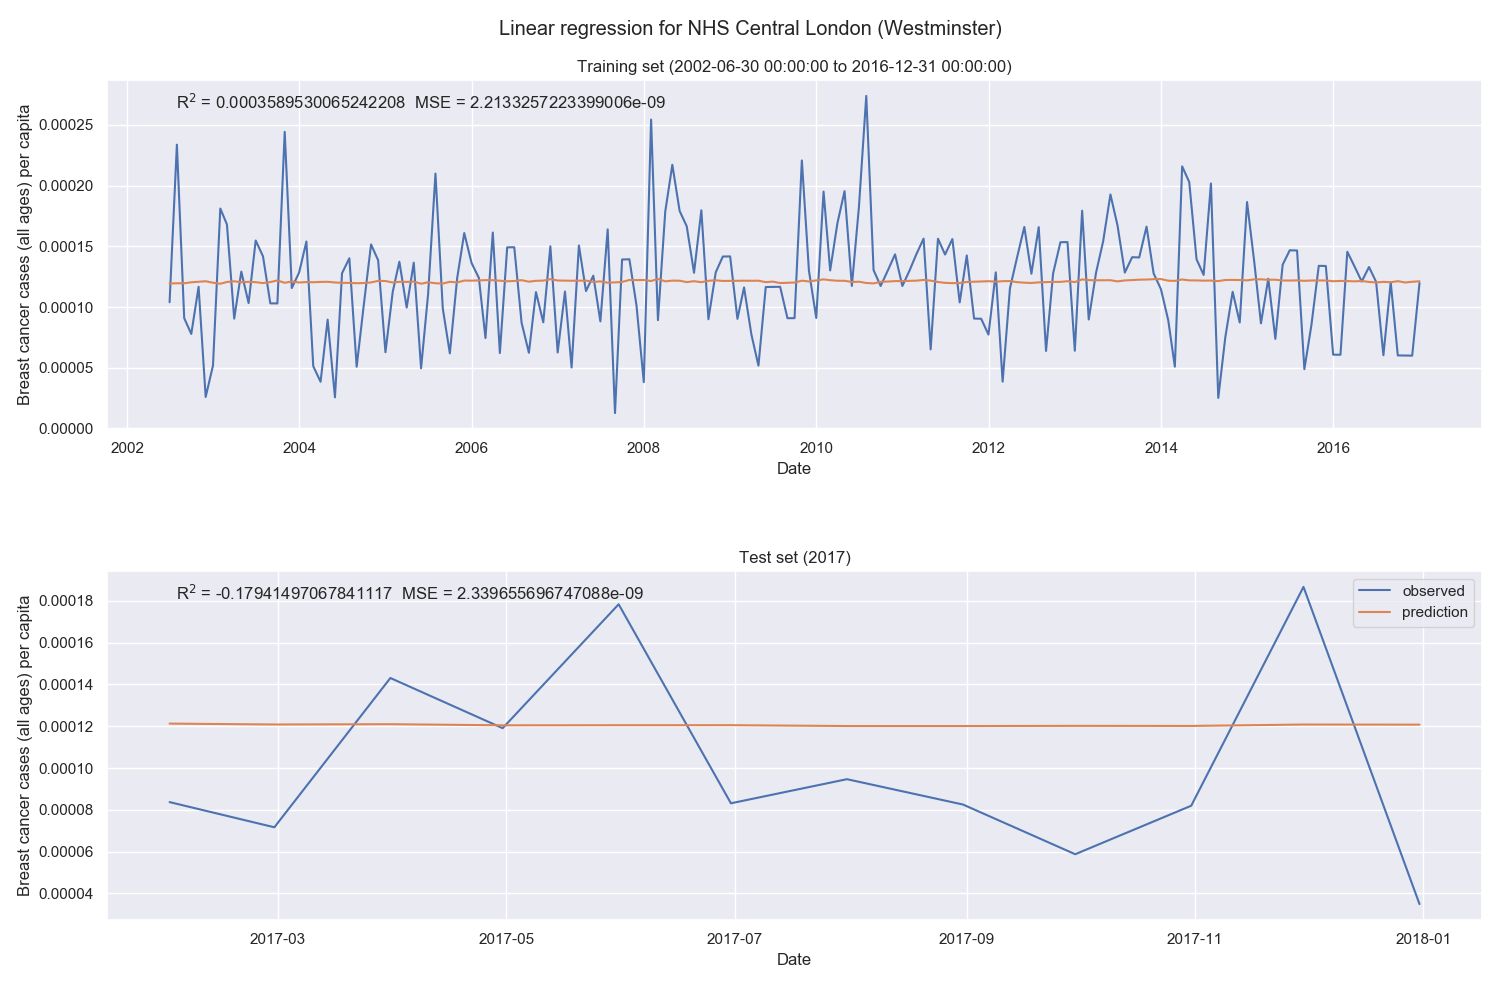 Linear regression for NHS Central London (Westminster)
Training set (2002-06-30 00:00:00 to 2016-12-31 00:00:00)
R² = 0.0003589530065242208 MSE = 2.2133257223399006e-09
Breast cancer cases (all ages) per capita
0.00025
0.00020
0.00015
0.00010
0.00005
0.00000
2002 2004 2006 2008 2010 2012 2014 2016
Date
Test set (2017)
R² = -0.17941497067841117 MSE = 2.339655696747088e-09
observed
prediction
Breast cancer cases (all ages) per capita
0.00018
0.00016
0.00014
0.00012
0.00010
0.00008
0.00006
0.00004
2017-03 2017-05 2017-07 2017-09 2017-11 2018-01
Date